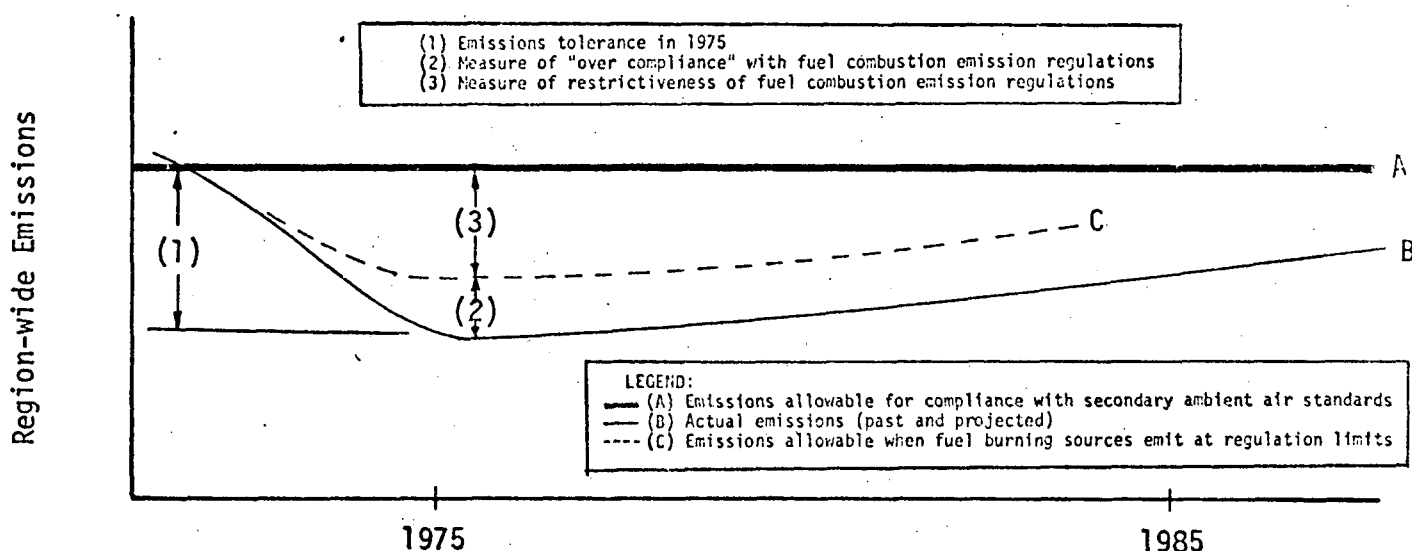 (1) Emissions tolerance in 1975
(2) Measure of "over compliance" with fuel combustion emission regulations
(3) Measure of restrictiveness of fuel combustion emission regulations
Region-wide Emissions
A
(3)
C
(1)
B
(2)
LEGEND:
(A) Emissions allowable for compliance with secondary ambient air standards
(B) Actual emissions (past and projected)
(C) Emissions allowable when fuel burning sources emit at regulation limits
1975
1985